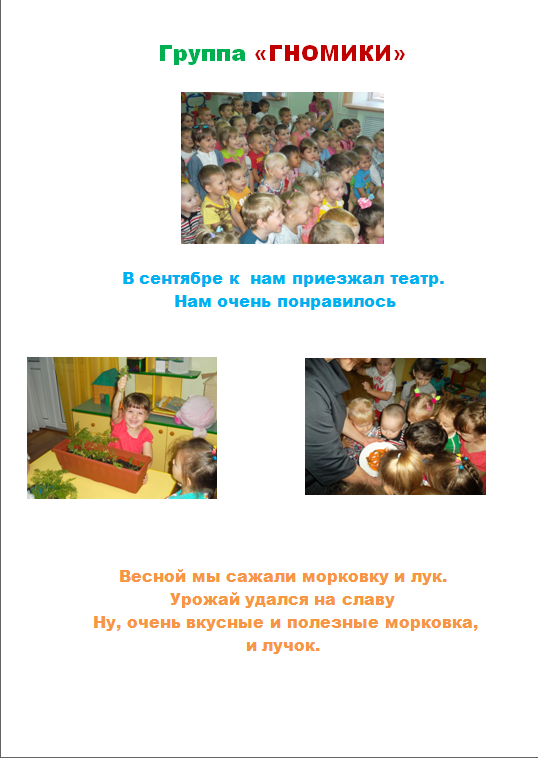 Группа «ГНОМИКИ»
В сентябре к нам приезжал театр.
Нам очень понравилось
Весной мы сажали морковку и лук.
Урожай удался на славу
Ну, очень вкусные и полезные морковка,
и лучок.